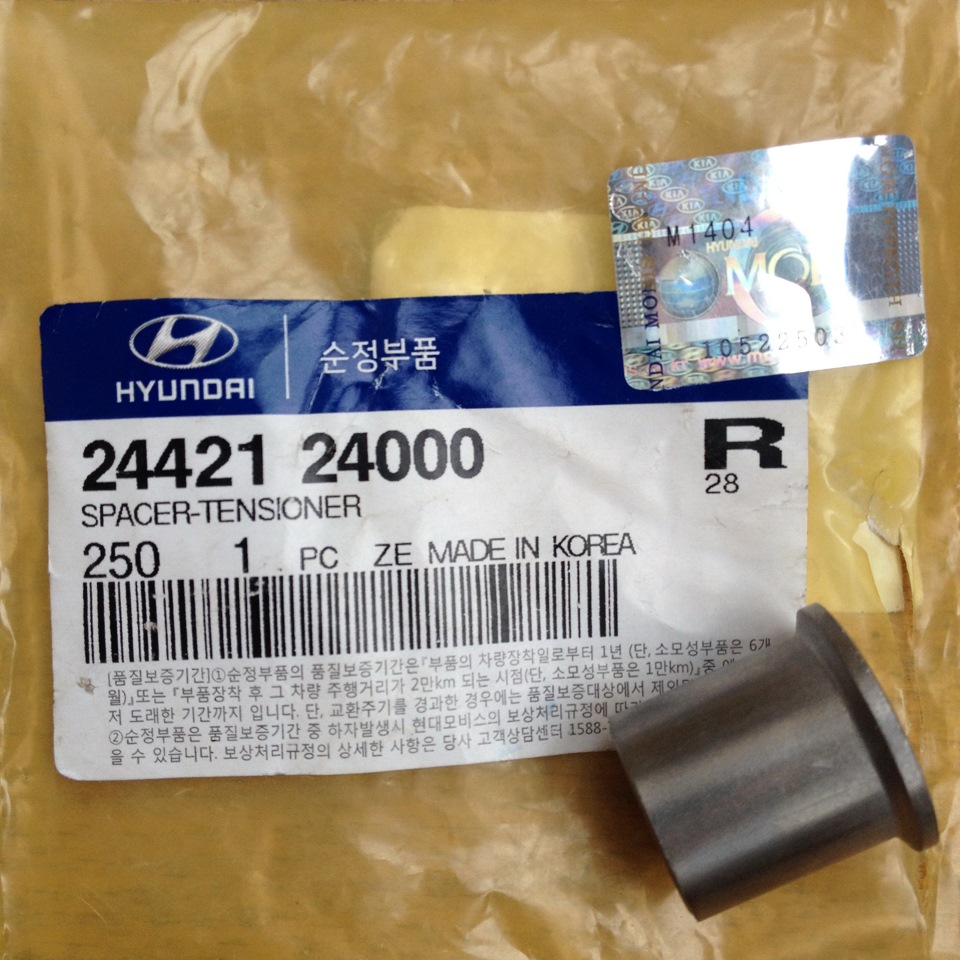 KIA KIA KIA
M1404
HYUNDAI
MOBI
10522503
HYUNDAI
순정부품
24421 24000
R
28
SPACER-TENSIONER
250 1 PC ZE MADE IN KOREA
[품질보증기간]①순정부품의 품질보증기간은『부품의 차량장착일로부터 1년 (단, 소모성부품은 6개
월)』또는 『부품장착 후 그 차량 주행거리가 2만km 되는 시점(단, 소모성부품은 1만km)』중
저 도래한 기간까지 입니다. 단, 교환주기를 경과한 경우에는 품질보증대상에서
②순정부품은 품질보증기간 중 하자발생시 현대모비스의 보상처리규정에
을 수 있습니다. 보상처리규정의 상세한 사항은 당사 고객상담센터 1588-